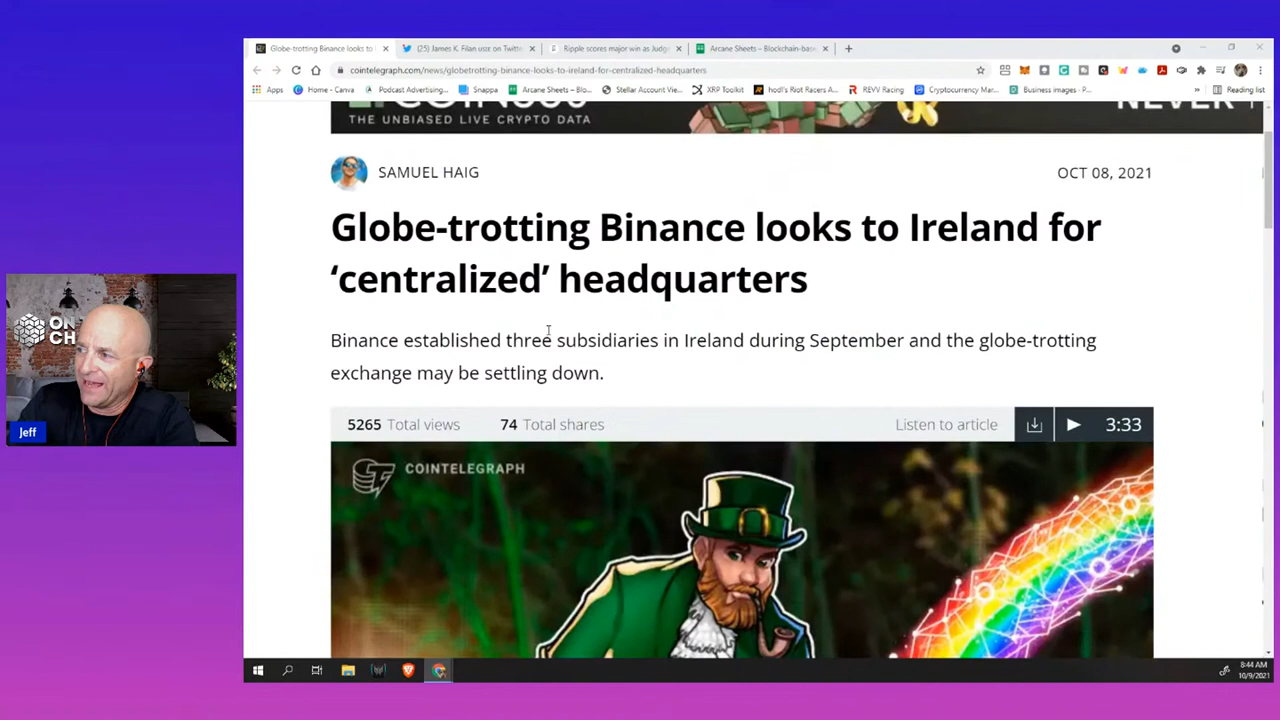 Globe-trotting Binance looks to I
(25) James K. Filan on Twitte
Ripple scores major win as Judg
Arcane Sheets – Blockchain-bas
cointelegraph.com/news/globetrotting-binance-looks-to-ireland-for-centralized-headquarters
Apps
Home - Canva
Podcast Advertising...
Snappa
Arcane Sheets – Blo...
Stellar Account Vie...
XRP Toolkit
hodl's Riot Racers A...
REVV Racing
Cryptocurrency Mar...
Business images · P...
Reading list
THE UNBIASED LIVE CRYPTO DATA
NEVER
SAMUEL HAIG
OCT 08, 2021
Globe-trotting Binance looks to Ireland for
‘centralized’ headquarters
Binance established three subsidiaries in Ireland during September and the globe-trotting
exchange may be settling down.
5265 Total views
74 Total shares
Listen to article
3:33
COINTELEGRAPH
ON
CH
Jeff
8:44 AM
10/9/2021